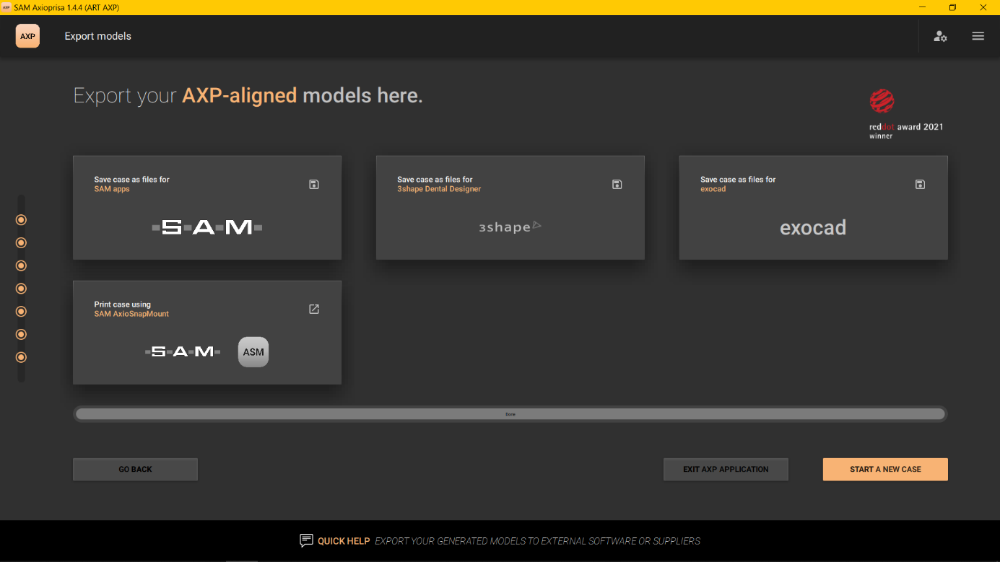 AXP SAM Axioprisa 1.4.4 (ART AXP)
AXP
Export models
Export your AXP-aligned models here.
reddot award 2021
winner
Save case as files for
SAM apps
S-A-M
Save case as files for
3shape Dental Designer
3shape
Save case as files for
exocad
exocad
Print case using
SAM AxioSnapMount
S-A-M
ASM
Done
GO BACK
EXIT AXP APPLICATION
START A NEW CASE
QUICK HELP EXPORT YOUR GENERATED MODELS TO EXTERNAL SOFTWARE OR SUPPLIERS